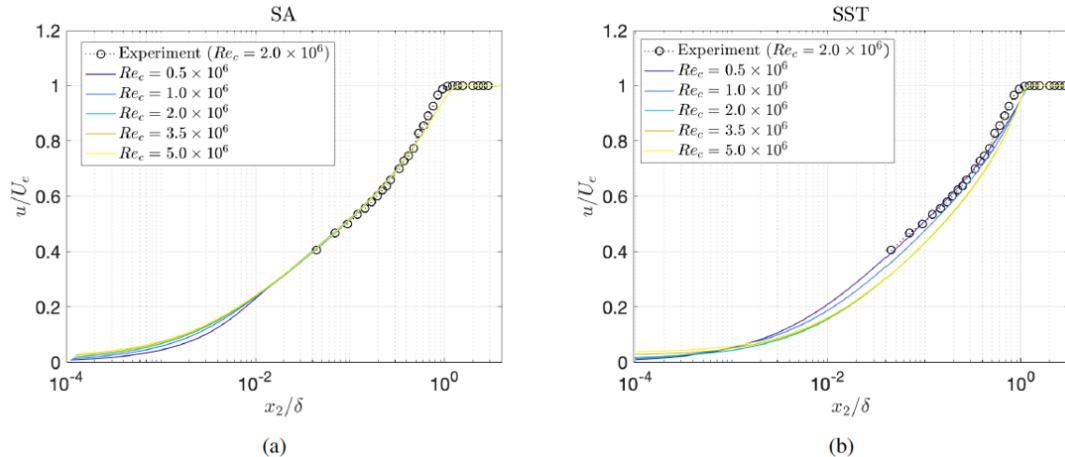 SA
1.2
1
0.8
0.6
0.4
0.2
0
u/U_e
Experiment (Re_c = 2.0 × 10^6)
Re_c = 0.5 × 10^6
Re_c = 1.0 × 10^6
Re_c = 2.0 × 10^6
Re_c = 3.5 × 10^6
Re_c = 5.0 × 10^6
10^-4
10^-2
10^0
x_2/δ
(a)
SST
1.2
1
0.8
0.6
0.4
0.2
0
u/U_e
Experiment (Re_c = 2.0 × 10^6)
Re_c = 0.5 × 10^6
Re_c = 1.0 × 10^6
Re_c = 2.0 × 10^6
Re_c = 3.5 × 10^6
Re_c = 5.0 × 10^6
10^-4
10^-2
10^0
x_2/δ
(b)